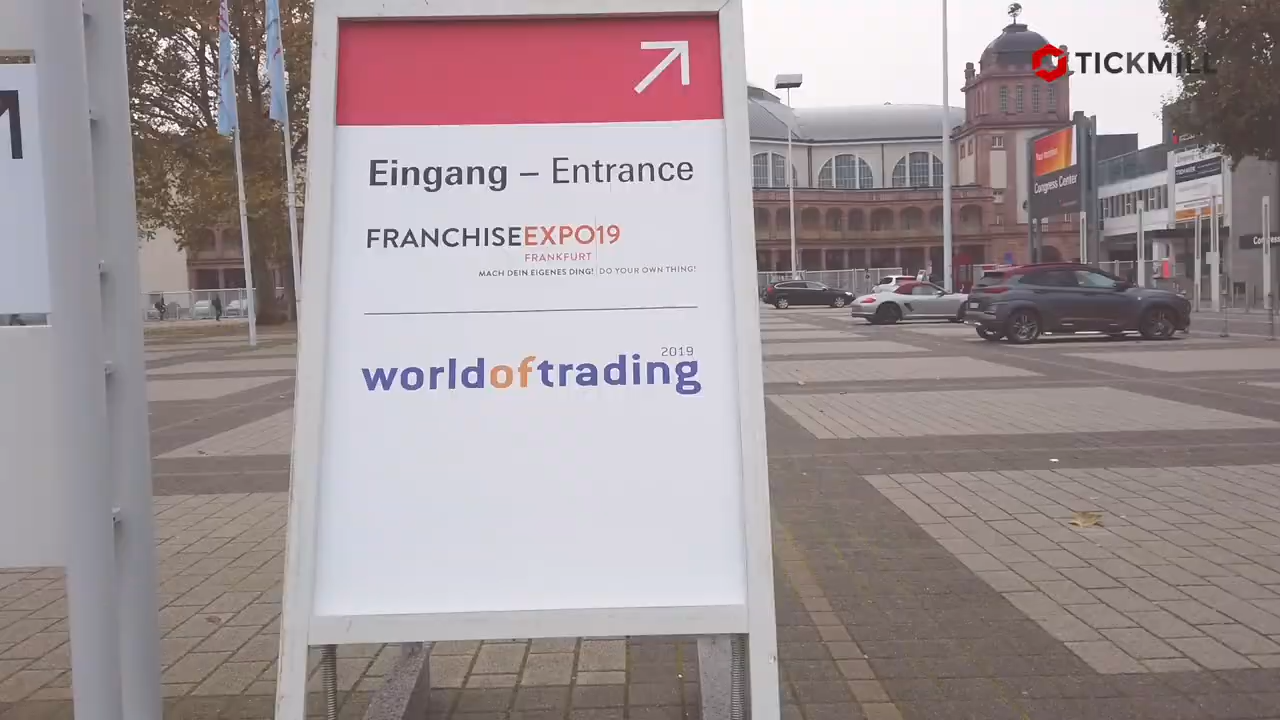 TICKMILL
Eingang – Entrance
FRANCHISEEXPO19
FRANKFURT
MACH DEIN EIGENES DING! DO YOUR OWN THING!
2019
worldoftrading
Congress Center